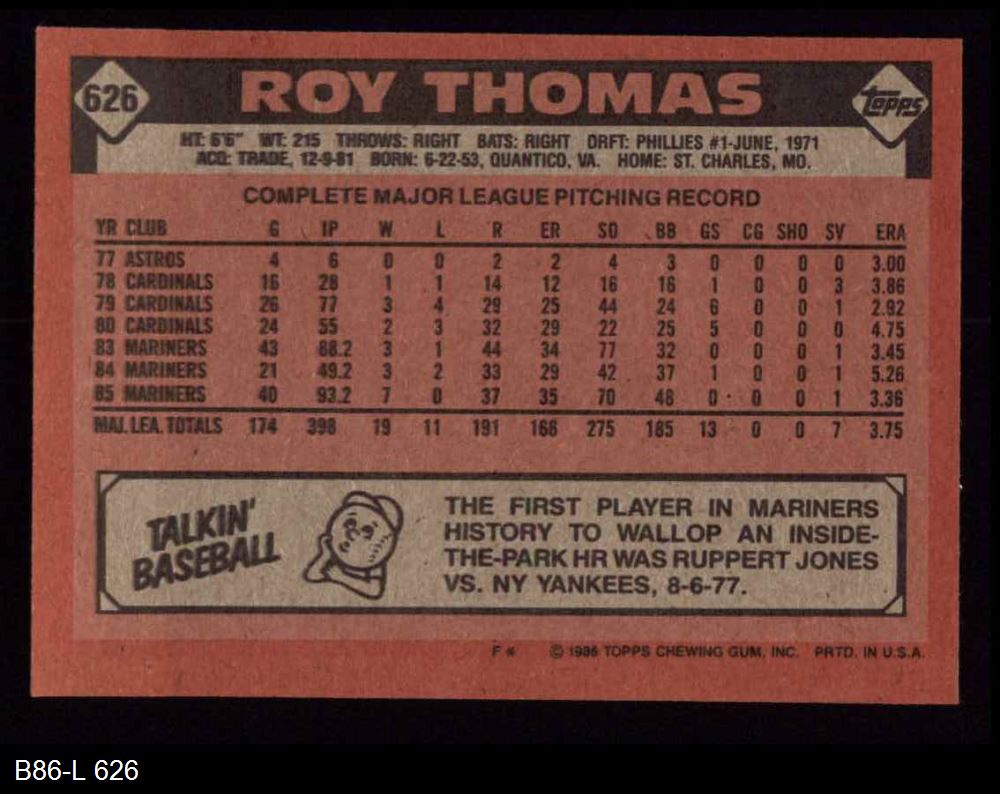 626
ROY THOMAS
Topps
HT: 6'6" WT: 215 THROWS: RIGHT BATS: RIGHT DRFT: PHILLIES #1-JUNE, 1971
ACQ: TRADE, 12-9-81 BORN: 6-22-53, QUANTICO, VA. HOME: ST. CHARLES, MO.
COMPLETE MAJOR LEAGUE PITCHING RECORD
YR CLUB G IP W L R ER SO BB GS CG SHO SV ERA
77 ASTROS 4 6 0 0 2 2 4 3 0 0 0 0 3.00
78 CARDINALS 16 28 1 1 14 12 16 16 1 0 0 3 3.86
79 CARDINALS 26 77 3 4 29 25 44 24 6 0 0 1 2.92
80 CARDINALS 24 55 2 3 32 29 22 25 5 0 0 0 4.75
83 MARINERS 43 88.2 3 1 44 34 77 32 0 0 0 1 3.45
84 MARINERS 21 49.2 3 2 33 29 42 37 1 0 0 1 5.26
85 MARINERS 40 93.2 7 0 37 35 70 48 0 0 0 1 3.36
MAJ. LEA. TOTALS 174 398 19 11 191 166 275 185 13 0 0 7 3.75
TALKIN'
BASEBALL
THE FIRST PLAYER IN MARINERS
HISTORY TO WALLOP AN INSIDE-
THE-PARK HR WAS RUPPERT JONES
VS. NY YANKEES, 8-6-77.
F * © 1986 TOPPS CHEWING GUM, INC. PRTD. IN U.S.A.
B86-L 626